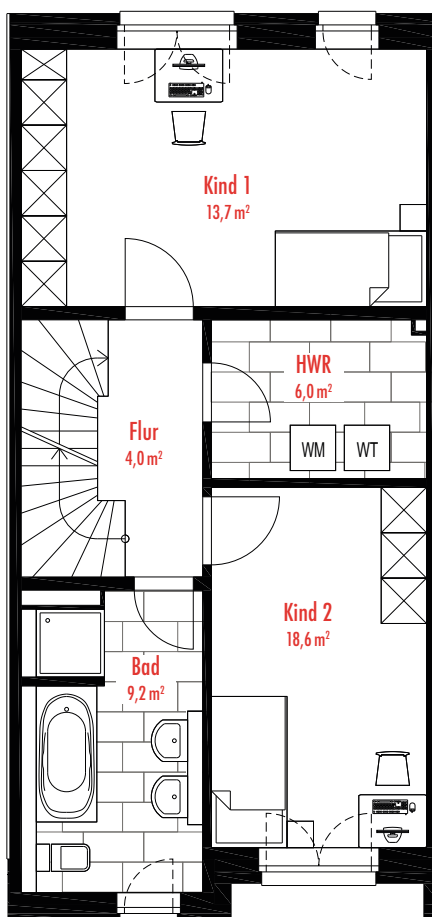 Kind 1
13,7 m²
HWR
6,0 m²
WM
WT
Flur
4,0 m²
Kind 2
18,6 m²
Bad
9,2 m²